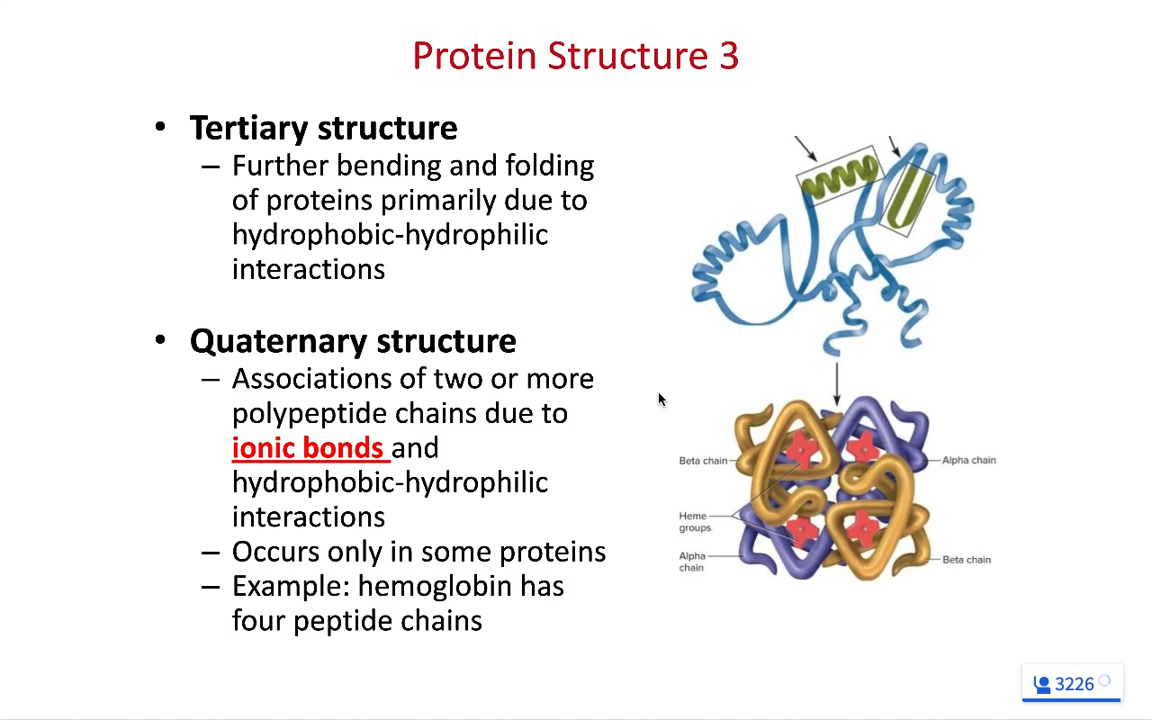 Protein Structure 3
• Tertiary structure
– Further bending and folding
of proteins primarily due to
hydrophobic-hydrophilic
interactions
• Quaternary structure
– Associations of two or more
polypeptide chains due to
ionic bonds and
hydrophobic-hydrophilic
interactions
– Occurs only in some proteins
– Example: hemoglobin has
four peptide chains
Beta chain
Alpha chain
Heme
groups
Alpha
chain
Beta chain
3226